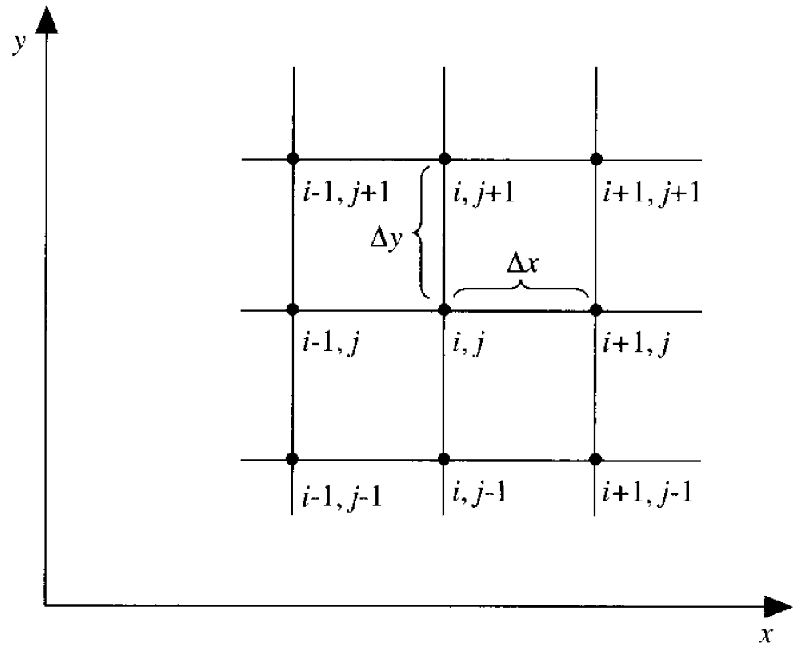 y
i-1, j+1 i, j+1 i+1, j+1
Δy
Δx
i-1, j i, j i+1, j
i-1, j-1 i, j-1 i+1, j-1
x